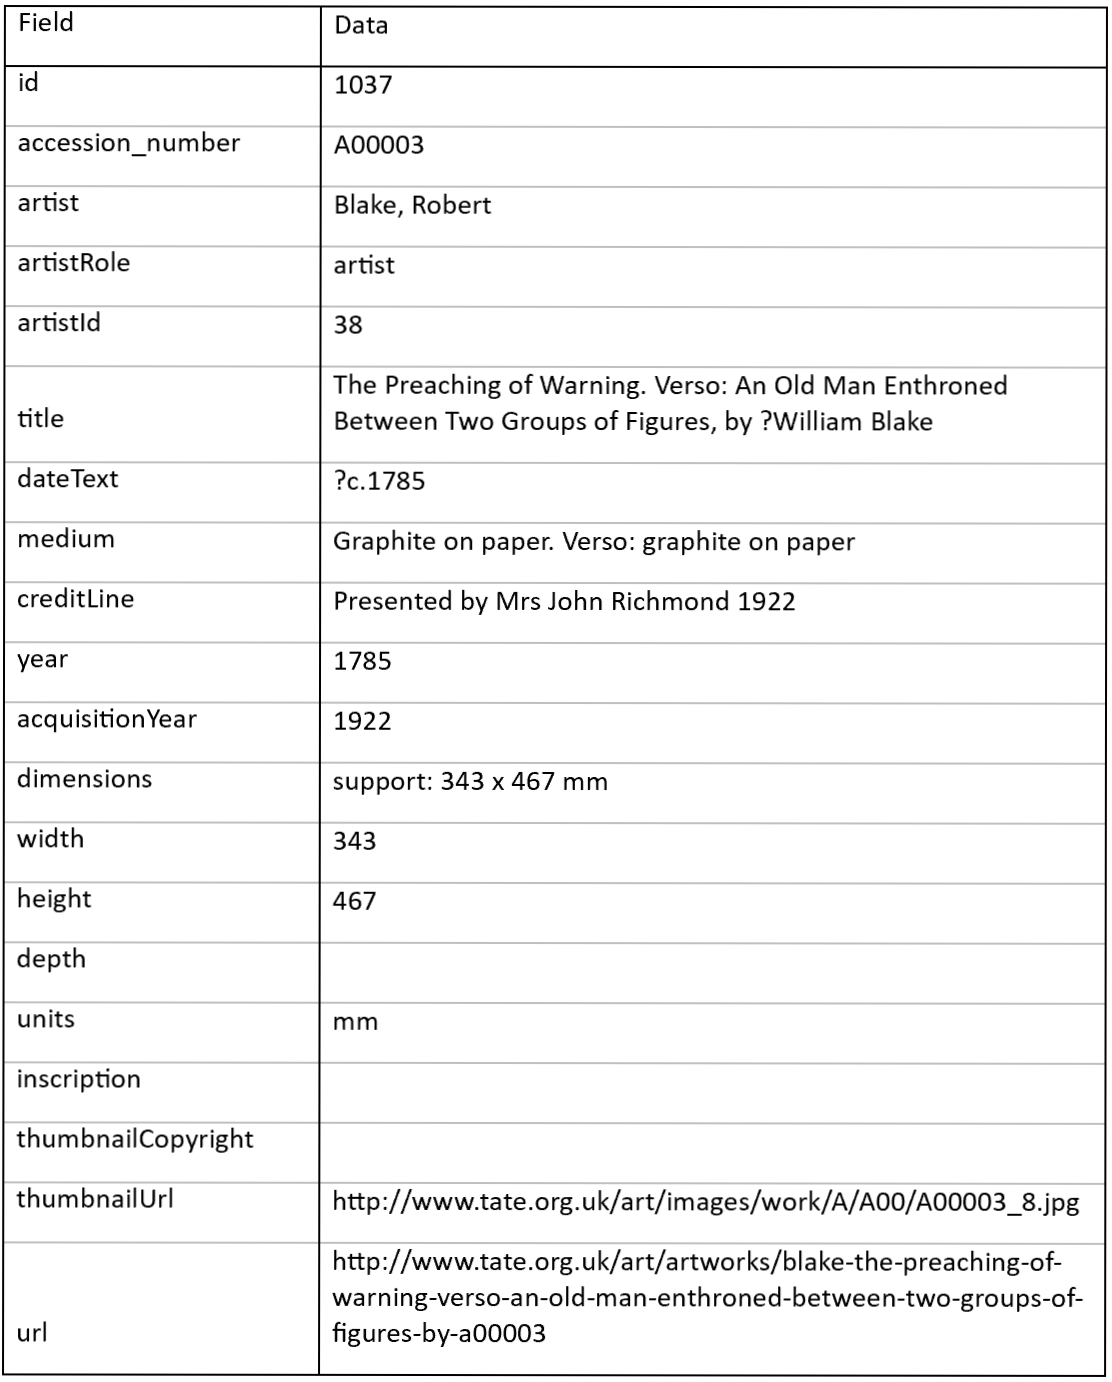 Field Data
id 1037
accession_number A00003
artist Blake, Robert
artistRole artist
artistId 38
title The Preaching of Warning. Verso: An Old Man Enthroned
Between Two Groups of Figures, by ?William Blake
dateText ?c.1785
medium Graphite on paper. Verso: graphite on paper
creditLine Presented by Mrs John Richmond 1922
year 1785
acquisitionYear 1922
dimensions support: 343 x 467 mm
width 343
height 467
depth
units mm
inscription
thumbnailCopyright
thumbnailUrl http://www.tate.org.uk/art/images/work/A/A00/A00003_8.jpg
url http://www.tate.org.uk/art/artworks/blake-the-preaching-of-
warning-verso-an-old-man-enthroned-between-two-groups-of-
figures-by-a00003